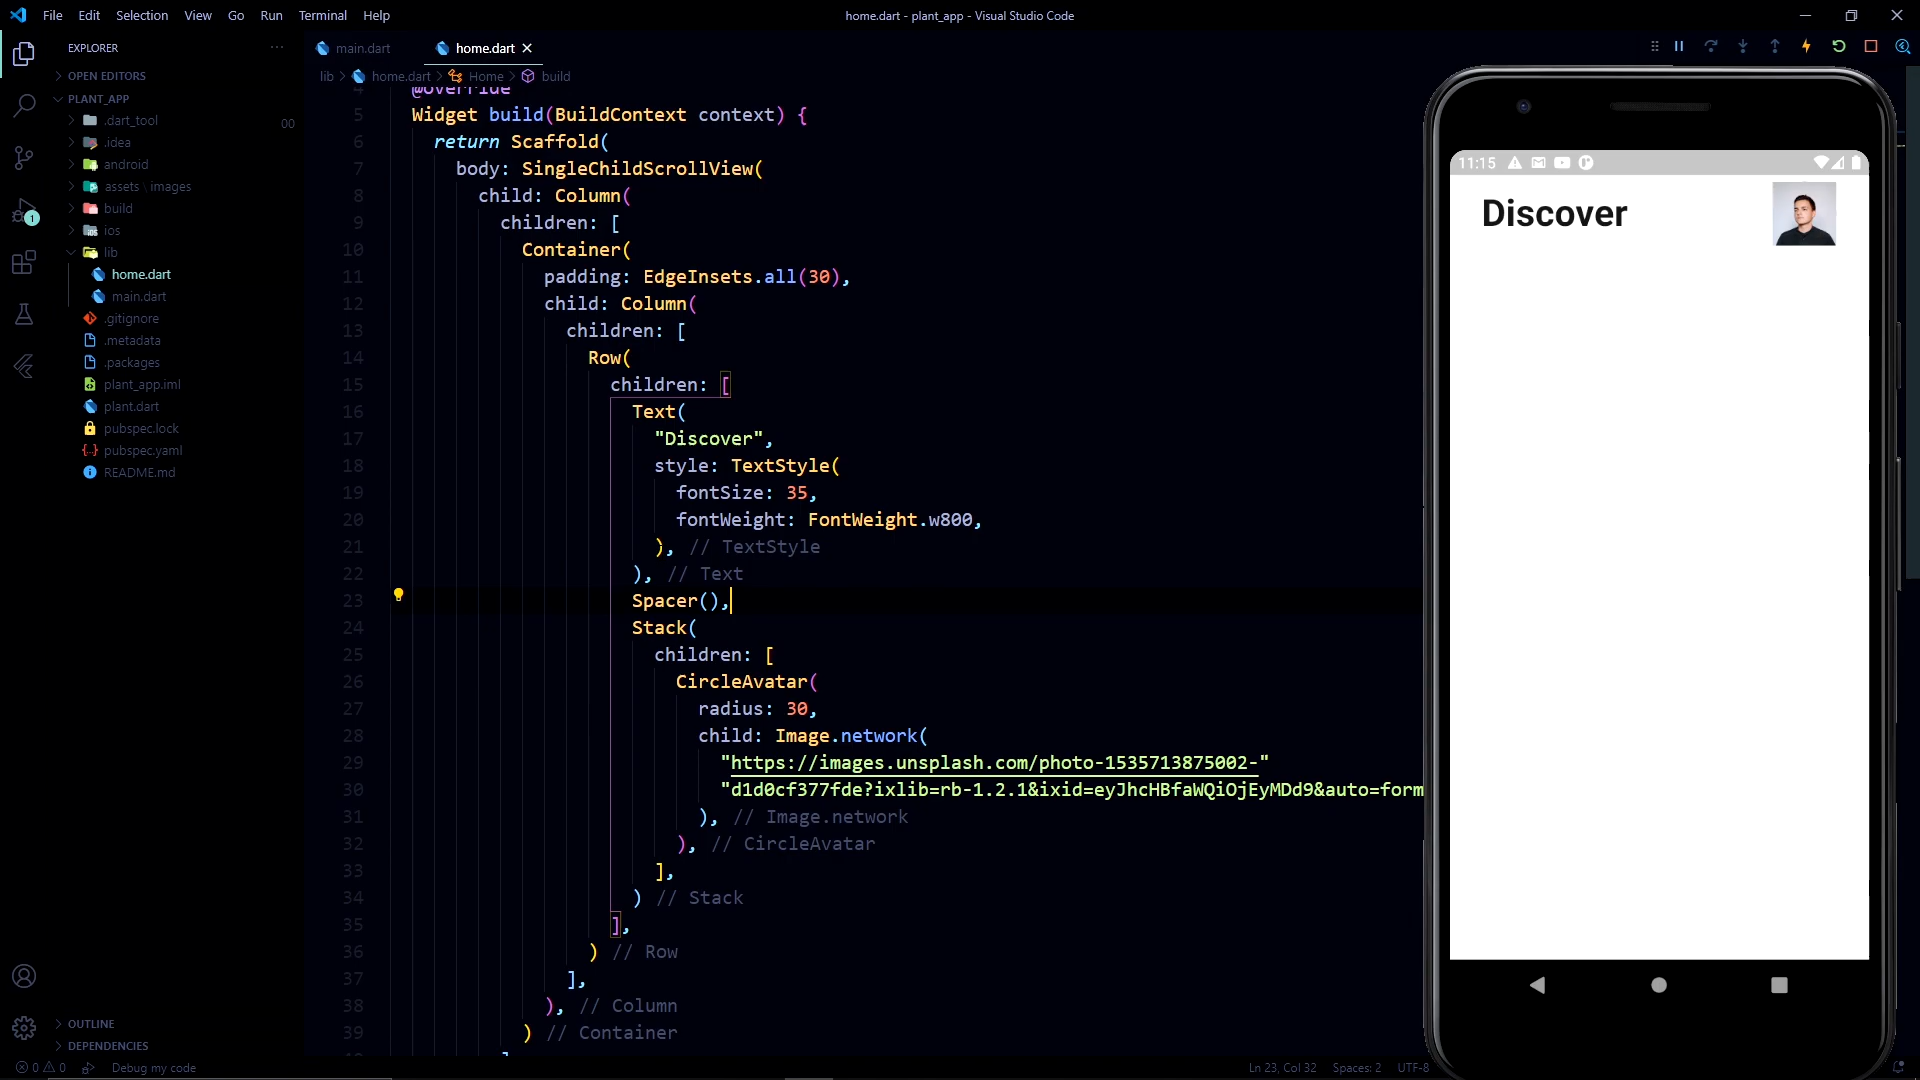 File Edit Selection View Go Run Terminal Help
home.dart - plant_app - Visual Studio Code
EXPLORER
OPEN EDITORS
PLANT_APP
.dart_tool
.idea
android
assets \ images
build
ios
lib
home.dart
main.dart
.gitignore
.metadata
.packages
plant_app.iml
plant.dart
pubspec.lock
pubspec.yaml
README.md
OUTLINE
DEPENDENCIES
00
1
main.dart home.dart
lib > home.dart > Home > build
4 @override
5 Widget build(BuildContext context) {
6 return Scaffold(
7 body: SingleChildScrollView(
8 child: Column(
9 children: [
10 Container(
11 padding: EdgeInsets.all(30),
12 child: Column(
13 children: [
14 Row(
15 children: [
16 Text(
17 "Discover",
18 style: TextStyle(
19 fontSize: 35,
20 fontWeight: FontWeight.w800,
21 ), // TextStyle
22 ), // Text
23 Spacer(),
24 Stack(
25 children: [
26 CircleAvatar(
27 radius: 30,
28 child: Image.network(
29 "https://images.unsplash.com/photo-1535713875002-"
30 "d1d0cf377fde?ixlib=rb-1.2.1&ixid=eyJhcHBfaWQiOjEyMDd9&auto=form
31 ), // Image.network
32 ), // CircleAvatar
33 ],
34 ) // Stack
35 ],
36 ) // Row
37 ],
38 ), // Column
39 ) // Container
11:15
Discover
0 0 Debug my code
Ln 23, Col 32 Spaces: 2 UTF-8